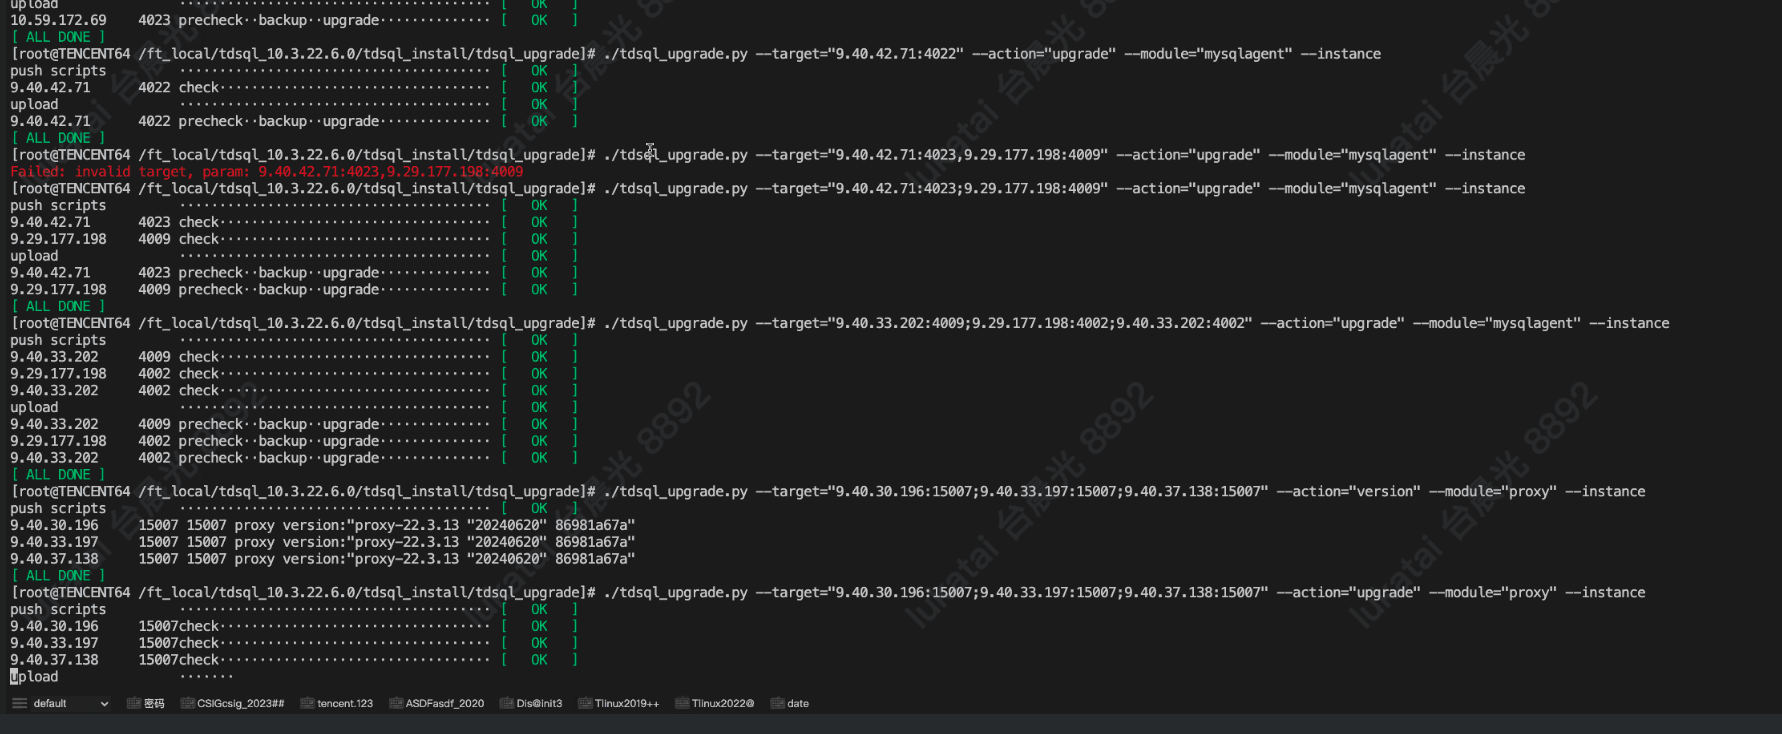 upload ······································· [ OK ]
10.59.172.69 4023 precheck··backup··upgrade·············· [ OK ]
[ ALL DONE ]
[root@TENCENT64 /ft_local/tdsql_10.3.22.6.0/tdsql_install/tdsql_upgrade]# ./tdsql_upgrade.py --target="9.40.42.71:4022" --action="upgrade" --module="mysqlagent" --instance
push scripts ······································· [ OK ]
9.40.42.71 4022 check·································· [ OK ]
upload ······································· [ OK ]
9.40.42.71 4022 precheck··backup··upgrade·············· [ OK ]
[ ALL DONE ]
[root@TENCENT64 /ft_local/tdsql_10.3.22.6.0/tdsql_install/tdsql_upgrade]# ./tdsql_upgrade.py --target="9.40.42.71:4023,9.29.177.198:4009" --action="upgrade" --module="mysqlagent" --instance
Failed: invalid target, param: 9.40.42.71:4023,9.29.177.198:4009
[root@TENCENT64 /ft_local/tdsql_10.3.22.6.0/tdsql_install/tdsql_upgrade]# ./tdsql_upgrade.py --target="9.40.42.71:4023;9.29.177.198:4009" --action="upgrade" --module="mysqlagent" --instance
push scripts ······································· [ OK ]
9.40.42.71 4023 check·································· [ OK ]
9.29.177.198 4009 check·································· [ OK ]
upload ······································· [ OK ]
9.40.42.71 4023 precheck··backup··upgrade·············· [ OK ]
9.29.177.198 4009 precheck··backup··upgrade·············· [ OK ]
[ ALL DONE ]
[root@TENCENT64 /ft_local/tdsql_10.3.22.6.0/tdsql_install/tdsql_upgrade]# ./tdsql_upgrade.py --target="9.40.33.202:4009;9.29.177.198:4002;9.40.33.202:4002" --action="upgrade" --module="mysqlagent" --instance
push scripts ······································· [ OK ]
9.40.33.202 4009 check·································· [ OK ]
9.29.177.198 4002 check·································· [ OK ]
9.40.33.202 4002 check·································· [ OK ]
upload ······································· [ OK ]
9.40.33.202 4009 precheck··backup··upgrade·············· [ OK ]
9.29.177.198 4002 precheck··backup··upgrade·············· [ OK ]
9.40.33.202 4002 precheck··backup··upgrade·············· [ OK ]
[ ALL DONE ]
[root@TENCENT64 /ft_local/tdsql_10.3.22.6.0/tdsql_install/tdsql_upgrade]# ./tdsql_upgrade.py --target="9.40.30.196:15007;9.40.33.197:15007;9.40.37.138:15007" --action="version" --module="proxy" --instance
push scripts ······································· [ OK ]
9.40.30.196 15007 15007 proxy version:"proxy-22.3.13 "20240620" 86981a67a"
9.40.33.197 15007 15007 proxy version:"proxy-22.3.13 "20240620" 86981a67a"
9.40.37.138 15007 15007 proxy version:"proxy-22.3.13 "20240620" 86981a67a"
[ ALL DONE ]
[root@TENCENT64 /ft_local/tdsql_10.3.22.6.0/tdsql_install/tdsql_upgrade]# ./tdsql_upgrade.py --target="9.40.30.196:15007;9.40.33.197:15007;9.40.37.138:15007" --action="upgrade" --module="proxy" --instance
push scripts ······································· [ OK ]
9.40.30.196 15007check·································· [ OK ]
9.40.33.197 15007check·································· [ OK ]
9.40.37.138 15007check·································· [ OK ]
upload ·······
default 密码 CSIGcsig_2023## tencent.123 ASDFasdf_2020 Dis@init3 Tlinux2019++ Tlinux2022@ date
lukatai 台晨光 8892